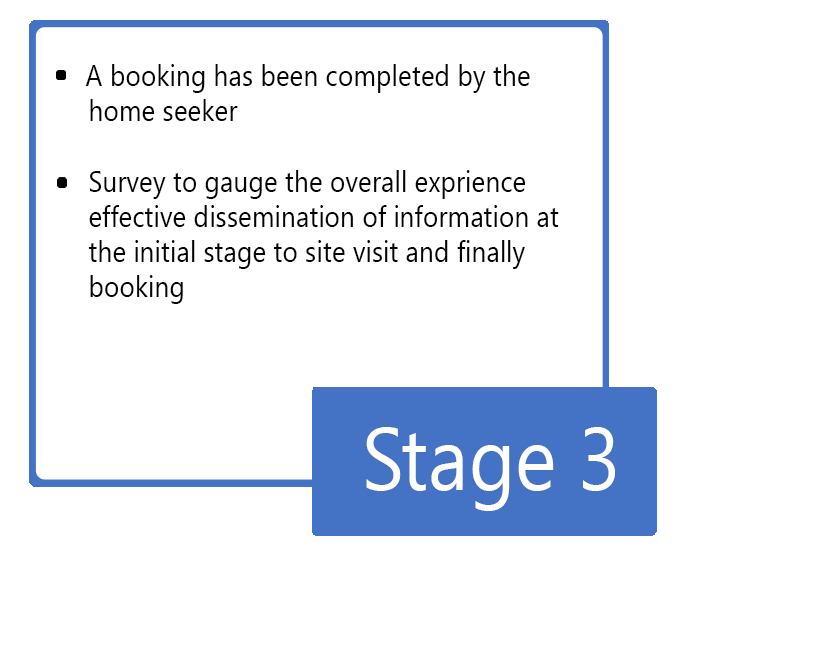 ▪ A booking has been completed by the
home seeker
▪ Survey to gauge the overall exprience
effective dissemination of information at
the initial stage to site visit and finally
booking
Stage 3